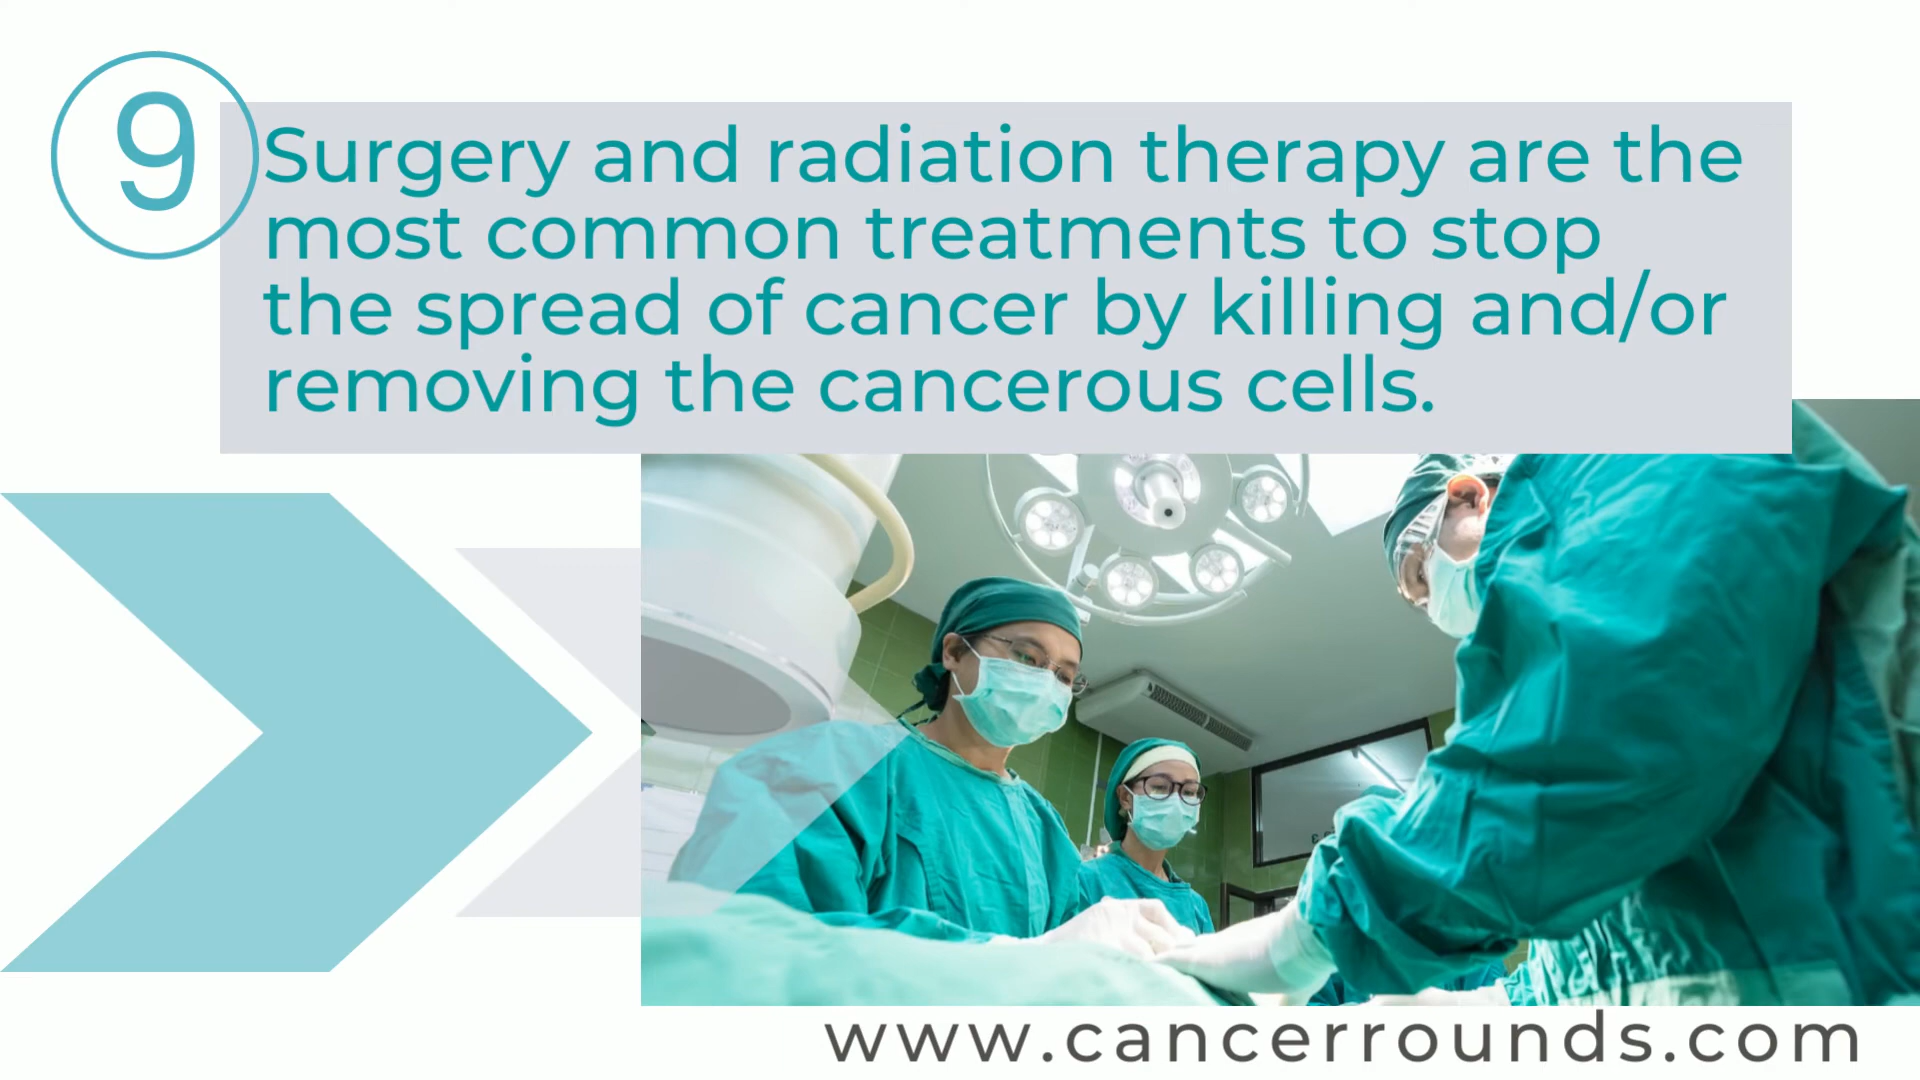 9
Surgery and radiation therapy are the
most common treatments to stop
the spread of cancer by killing and/or
removing the cancerous cells.
www.cancerrounds.com